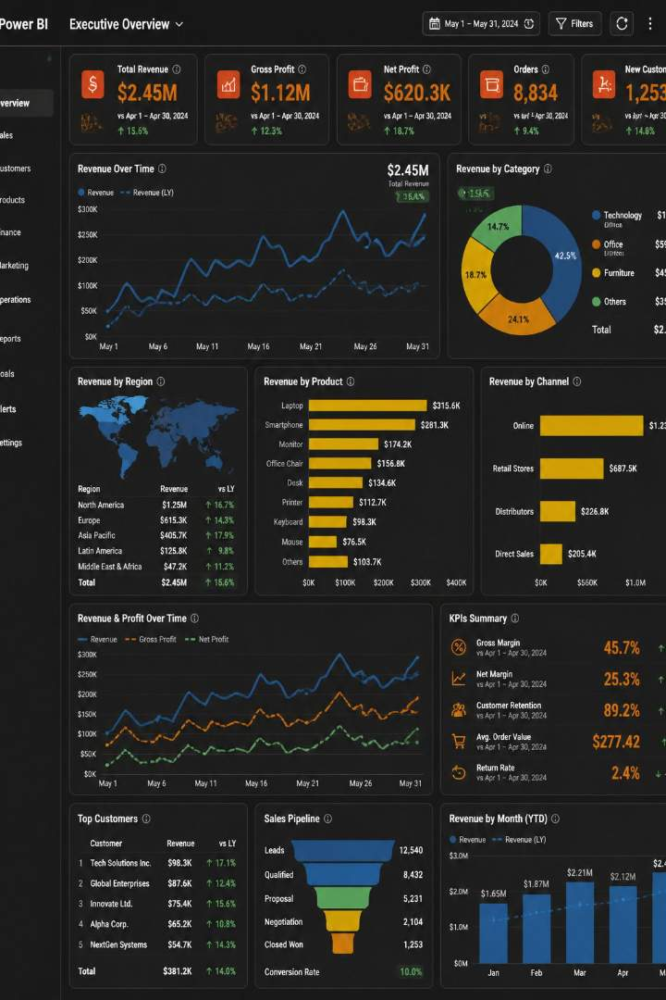 Power BI
Executive Overview
May 1 – May 31, 2024
Filters
verview
ales
ustomers
roducts
inance
arketing
perations
eports
oals
lerts
ettings
Total Revenue
$2.45M
vs Apr 1 – Apr 30, 2024
↑ 15.6%
Gross Profit
$1.12M
vs Apr 1 – Apr 30, 2024
↑ 12.3%
Net Profit
$620.3K
vs Apr 1 – Apr 30, 2024
↑ 18.7%
Orders
8,834
Apr 30, 2024
↑ 9.4%
New Custom
1,253
2024
↑ 14.8%
Revenue Over Time
$2.45M
Total Revenue
Revenue
Revenue (LY)
$300K
$250K
$200K
$100K
$50K
$0K
May 1
May 6
May 11
May 16
May 21
May 26
May 31
Revenue by Category
14.7%
42.5%
18.7%
24.1%
Technology
$1
Office
$59
Furniture
$45
Others
$35
Total
$2.
Revenue by Region
Region Revenue vs LY
North America $1.25M ↑ 16.7%
Europe $615.3K ↑ 14.3%
Asia Pacific $405.7K ↑ 17.9%
Latin America $125.8K ↑ 9.8%
Middle East & Africa $47.2K ↑ 11.2%
Total $2.45M ↑ 15.6%
Revenue by Product
Laptop $315.6K
Smartphone $281.3K
Monitor $174.2K
Office Chair $156.8K
Desk $134.6K
Printer $112.7K
Keyboard $98.3K
Mouse $76.5K
Others $103.7K
$0K $100K $200K $300K $400K
Revenue by Channel
Online $1.23
Retail Stores $687.5K
Distributors $226.8K
Direct Sales $205.4K
$0K $560K $1.0M
Revenue & Profit Over Time
Revenue Gross Profit Net Profit
$300K
$250K
$200K
$150K
$100K
$50K
$0K
May 1
May 6
May 11
May 16
May 21
May 26
May 31
KPIs Summary
Gross Margin
vs Apr 1 – Apr 30, 2024
45.7% ↑
Net Margin
vs Apr 1 – Apr 30, 2024
25.3% ↑
Customer Retention
vs Apr 1 – Apr 30, 2024
89.2% ↑
Avg. Order Value
vs Apr 1 – Apr 30, 2024
$277.42 ↑
Return Rate
vs Apr 1 – Apr 30, 2024
2.4% ↓
Top Customers
Customer Revenue vs LY
1 Tech Solutions Inc. $98.3K ↑ 17.1%
2 Global Enterprises $87.6K ↑ 12.4%
3 Innovate Ltd. $75.4K ↑ 15.6%
4 Alpha Corp. $65.2K ↑ 10.8%
5 NextGen Systems $54.7K ↑ 14.3%
Total $381.2K ↑ 14.0%
Sales Pipeline
Leads 12,540
Qualified 8,432
Proposal 5,231
Negotiation 2,104
Closed Won 1,253
Conversion Rate 10.0%
Revenue by Month (YTD)
Revenue Revenue (LY)
$3.0M
$2.0M
$1.0M
$0M
$1.65M
$1.87M
$2.21M
$2.12M
$2.4
Jan
Feb
Mar
Apr
M